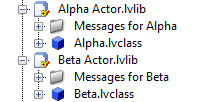 Alpha Actor.lvlib
Messages for Alpha
Alpha.lvclass
Beta Actor.lvlib
Messages for Beta
Beta.lvclass